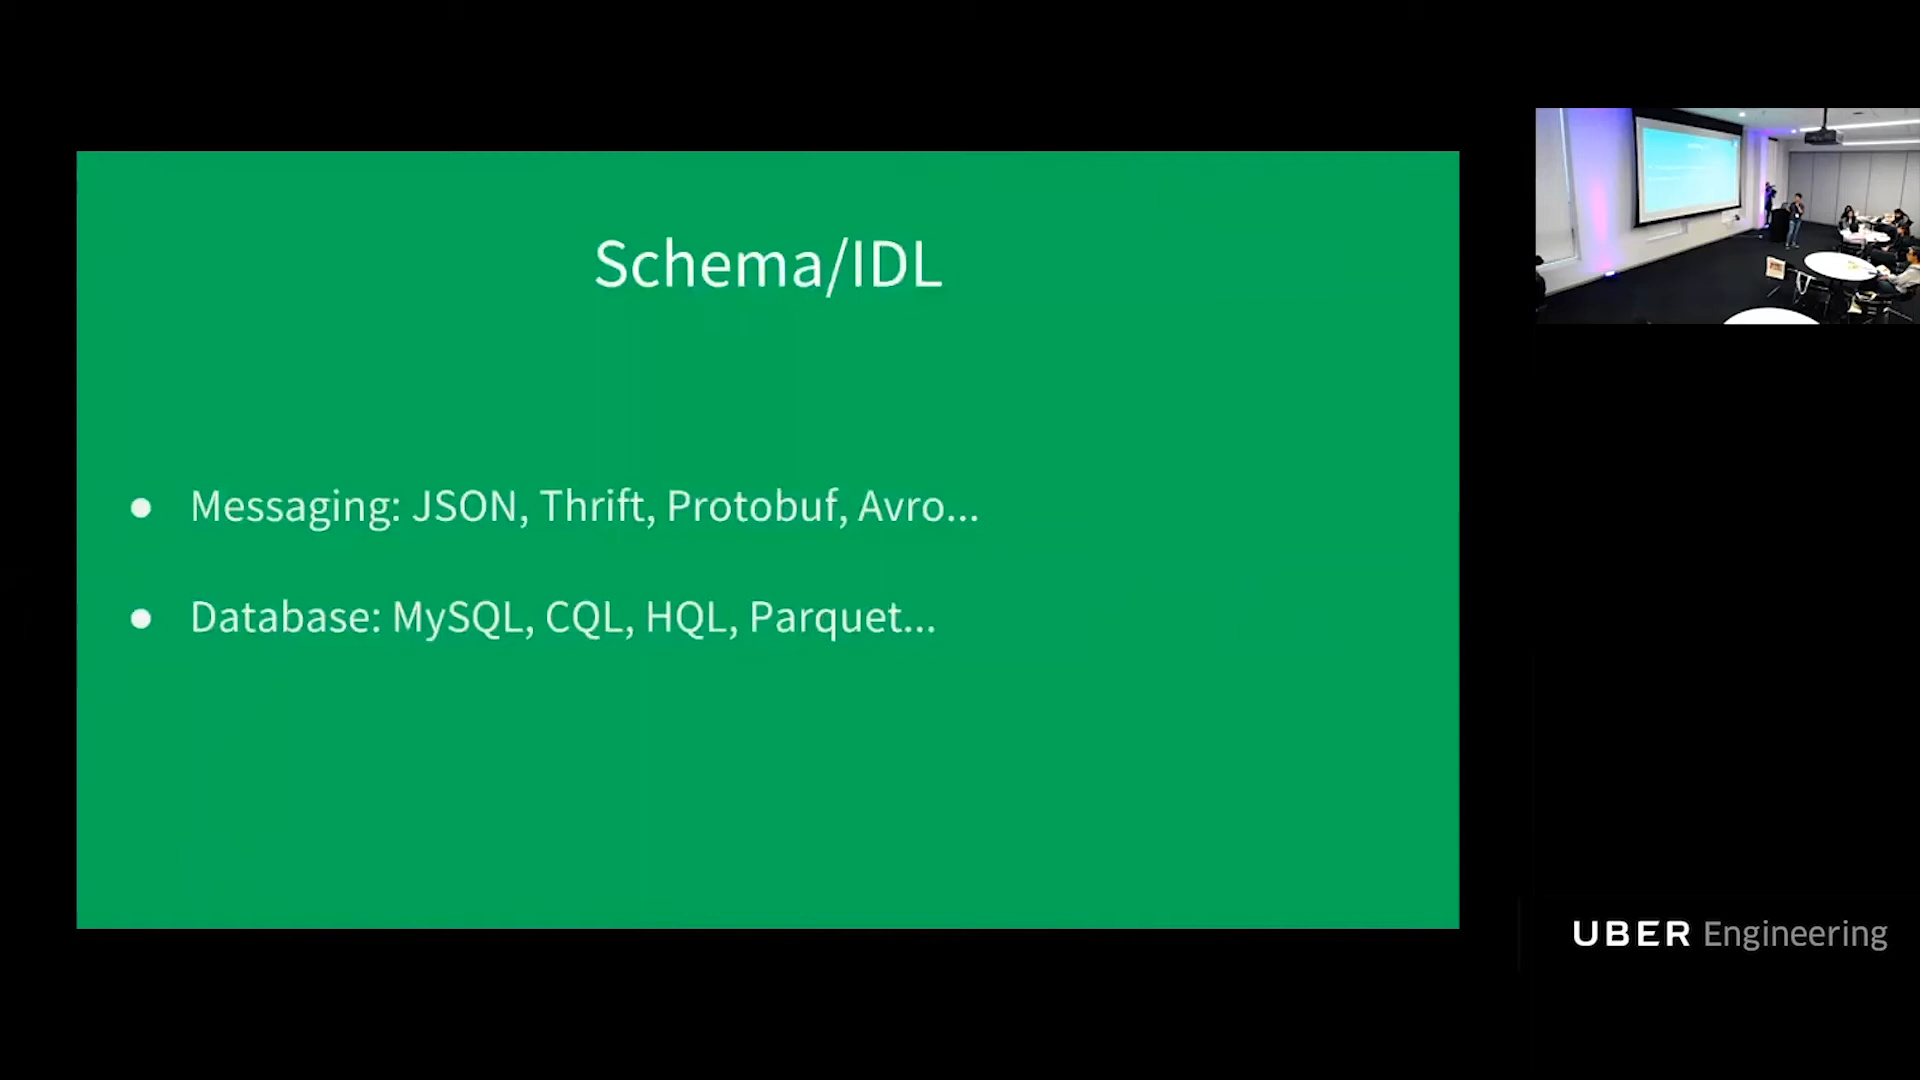 Schema/IDL
● Messaging: JSON, Thrift, Protobuf, Avro...
● Database: MySQL, CQL, HQL, Parquet...
UBER Engineering